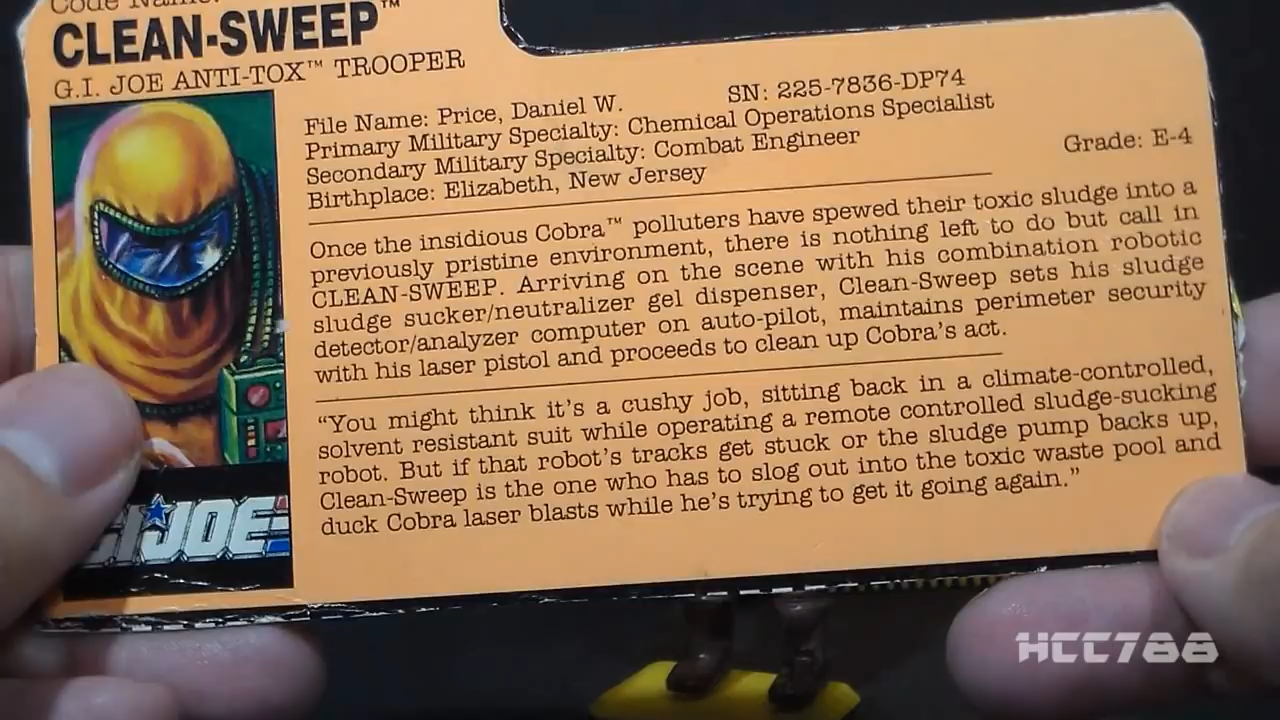 Code Name:
CLEAN-SWEEP™
G.I. JOE ANTI-TOX™ TROOPER
File Name: Price, Daniel W. SN: 225-7836-DP74
Primary Military Specialty: Chemical Operations Specialist
Secondary Military Specialty: Combat Engineer
Birthplace: Elizabeth, New Jersey Grade: E-4
Once the insidious Cobra™ polluters have spewed their toxic sludge into a
previously pristine environment, there is nothing left to do but call in
CLEAN-SWEEP. Arriving on the scene with his combination robotic
sludge sucker/neutralizer gel dispenser, Clean-Sweep sets his sludge
detector/analyzer computer on auto-pilot, maintains perimeter security
with his laser pistol and proceeds to clean up Cobra's act.
"You might think it's a cushy job, sitting back in a climate-controlled,
solvent resistant suit while operating a remote controlled sludge-sucking
robot. But if that robot's tracks get stuck or the sludge pump backs up,
Clean-Sweep is the one who has to slog out into the toxic waste pool and
duck Cobra laser blasts while he's trying to get it going again."
G.I. JOE
HCC788